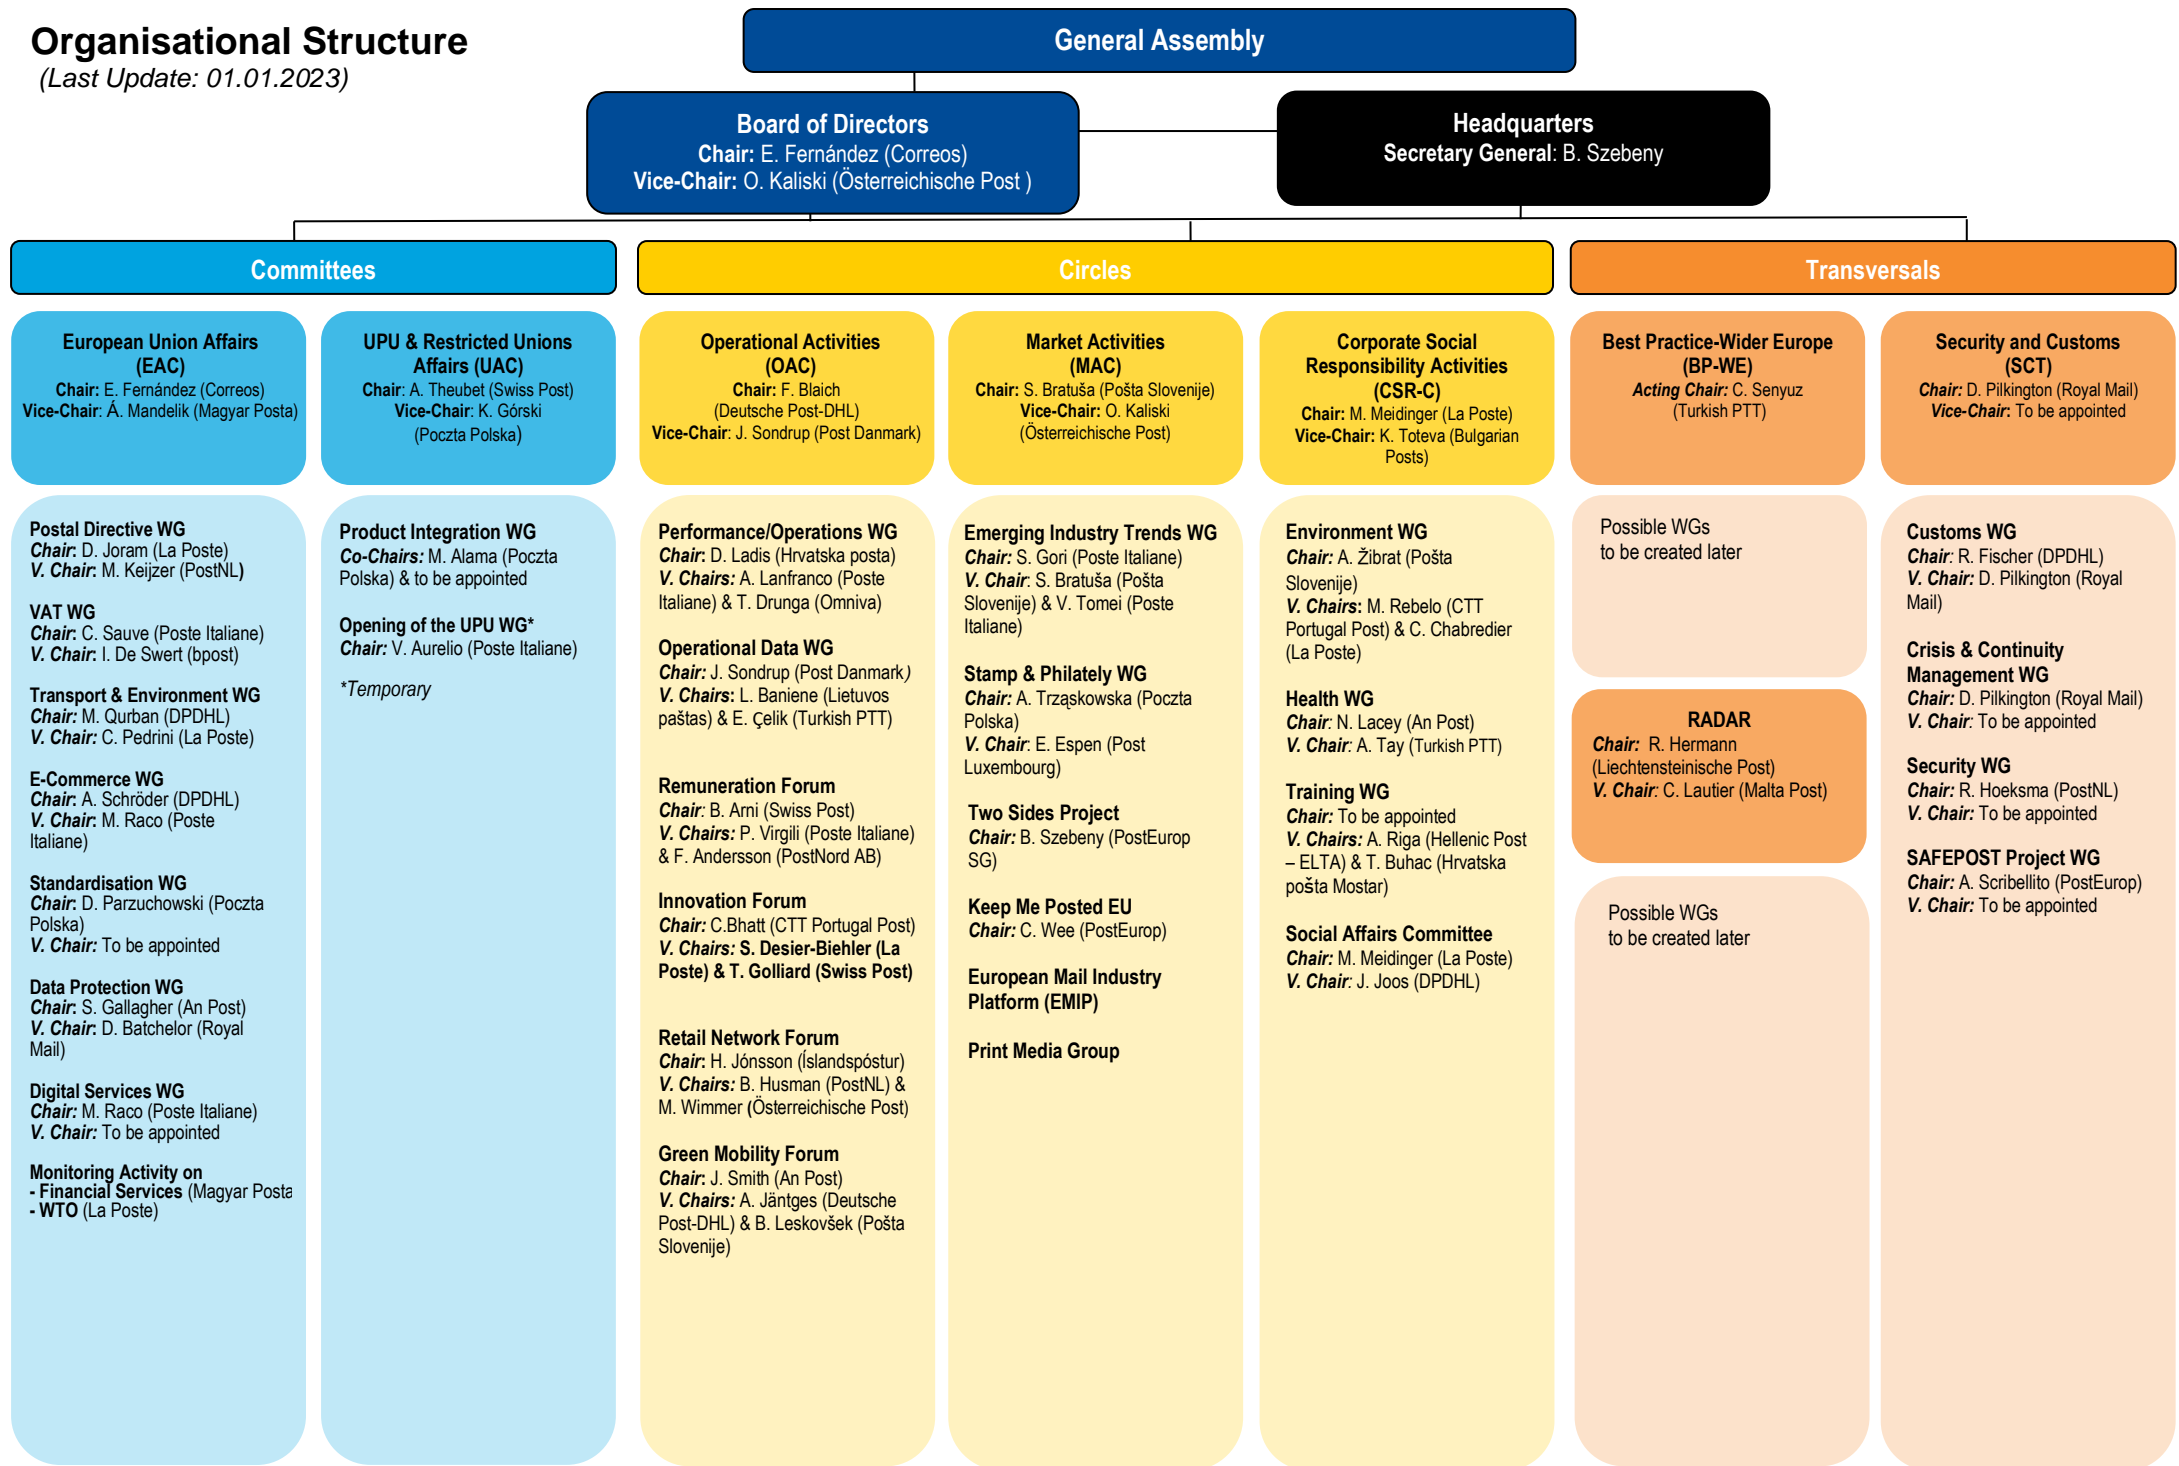 Organisational Structure
(Last Update: 01.01.2023)
General Assembly
Board of Directors
Chair: E. Fernández (Correos)
Vice-Chair: O. Kaliski (Österreichische Post )
Headquarters
Secretary General: B. Szebeny
Committees
Circles
Transversals
European Union Affairs
(EAC)
Chair: E. Fernández (Correos)
Vice-Chair: Á. Mandelik (Magyar Posta)
UPU & Restricted Unions
Affairs (UAC)
Chair: A. Theubet (Swiss Post)
Vice-Chair: K. Górski
(Poczta Polska)
Operational Activities
(OAC)
Chair: F. Blaich
(Deutsche Post-DHL)
Vice-Chair: J. Sondrup (Post Danmark)
Market Activities
(MAC)
Chair: S. Bratuša (Pošta Slovenije)
Vice-Chair: O. Kaliski
(Österreichische Post)
Corporate Social
Responsibility Activities
(CSR-C)
Chair: M. Meidinger (La Poste)
Vice-Chair: K. Toteva (Bulgarian
Posts)
Best Practice-Wider Europe
(BP-WE)
Acting Chair: C. Senyuz
(Turkish PTT)
Security and Customs
(SCT)
Chair: D. Pilkington (Royal Mail)
Vice-Chair: To be appointed
Postal Directive WG
Chair: D. Joram (La Poste)
V. Chair: M. Keijzer (PostNL)
VAT WG
Chair: C. Sauve (Poste Italiane)
V. Chair: I. De Swert (bpost)
Transport & Environment WG
Chair: M. Qurban (DPDHL)
V. Chair: C. Pedrini (La Poste)
E-Commerce WG
Chair: A. Schröder (DPDHL)
V. Chair: M. Raco (Poste
Italiane)
Standardisation WG
Chair: D. Parzuchowski (Poczta
Polska)
V. Chair: To be appointed
Data Protection WG
Chair: S. Gallagher (An Post)
V. Chair: D. Batchelor (Royal
Mail)
Digital Services WG
Chair: M. Raco (Poste Italiane)
V. Chair: To be appointed
Monitoring Activity on
- Financial Services (Magyar Posta
- WTO (La Poste)
Product Integration WG
Co-Chairs: M. Alama (Poczta
Polska) & to be appointed
Opening of the UPU WG*
Chair: V. Aurelio (Poste Italiane)
*Temporary
Performance/Operations WG
Chair: D. Ladis (Hrvatska posta)
V. Chairs: A. Lanfranco (Poste
Italiane) & T. Drunga (Omniva)
Operational Data WG
Chair: J. Sondrup (Post Danmark)
V. Chairs: L. Baniene (Lietuvos
paštas) & E. Çelik (Turkish PTT)
Remuneration Forum
Chair: B. Arni (Swiss Post)
V. Chairs: P. Virgili (Poste Italiane)
& F. Andersson (PostNord AB)
Innovation Forum
Chair: C.Bhatt (CTT Portugal Post)
V. Chairs: S. Desier-Biehler (La
Poste) & T. Golliard (Swiss Post)
Retail Network Forum
Chair: H. Jónsson (Íslandspóstur)
V. Chairs: B. Husman (PostNL) &
M. Wimmer (Österreichische Post)
Green Mobility Forum
Chair: J. Smith (An Post)
V. Chairs: A. Jäntges (Deutsche
Post-DHL) & B. Leskovšek (Pošta
Slovenije)
Emerging Industry Trends WG
Chair: S. Gori (Poste Italiane)
V. Chair: S. Bratuša (Pošta
Slovenije) & V. Tomei (Poste
Italiane)
Stamp & Philately WG
Chair: A. Trząskowska (Poczta
Polska)
V. Chair: E. Espen (Post
Luxembourg)
Two Sides Project
Chair: B. Szebeny (PostEurop
SG)
Keep Me Posted EU
Chair: C. Wee (PostEurop)
European Mail Industry
Platform (EMIP)
Print Media Group
Environment WG
Chair: A. Žibrat (Pošta
Slovenije)
V. Chairs: M. Rebelo (CTT
Portugal Post) & C. Chabredier
(La Poste)
Health WG
Chair: N. Lacey (An Post)
V. Chair: A. Tay (Turkish PTT)
Training WG
Chair: To be appointed
V. Chairs: A. Riga (Hellenic Post
– ELTA) & T. Buhac (Hrvatska
pošta Mostar)
Social Affairs Committee
Chair: M. Meidinger (La Poste)
V. Chair: J. Joos (DPDHL)
Possible WGs
to be created later
RADAR
Chair: R. Hermann
(Liechtensteinische Post)
V. Chair: C. Lautier (Malta Post)
Possible WGs
to be created later
Customs WG
Chair: R. Fischer (DPDHL)
V. Chair: D. Pilkington (Royal
Mail)
Crisis & Continuity
Management WG
Chair: D. Pilkington (Royal Mail)
V. Chair: To be appointed
Security WG
Chair: R. Hoeksma (PostNL)
V. Chair: To be appointed
SAFEPOST Project WG
Chair: A. Scribellito (PostEurop)
V. Chair: To be appointed